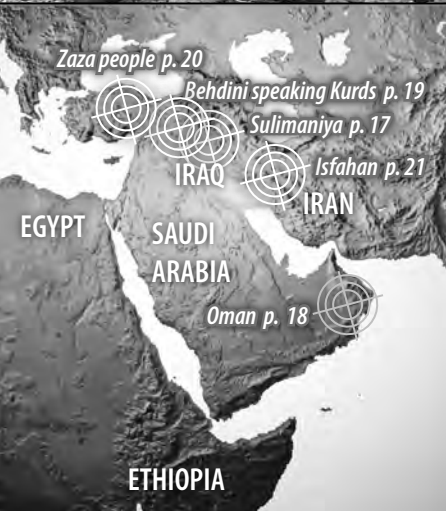 Zaza people p. 20
Behdini speaking Kurds p. 19
Sulimaniya p. 17
IRAQ
Isfahan p. 21
IRAN
EGYPT
SAUDI
ARABIA
Oman p. 18
ETHIOPIA